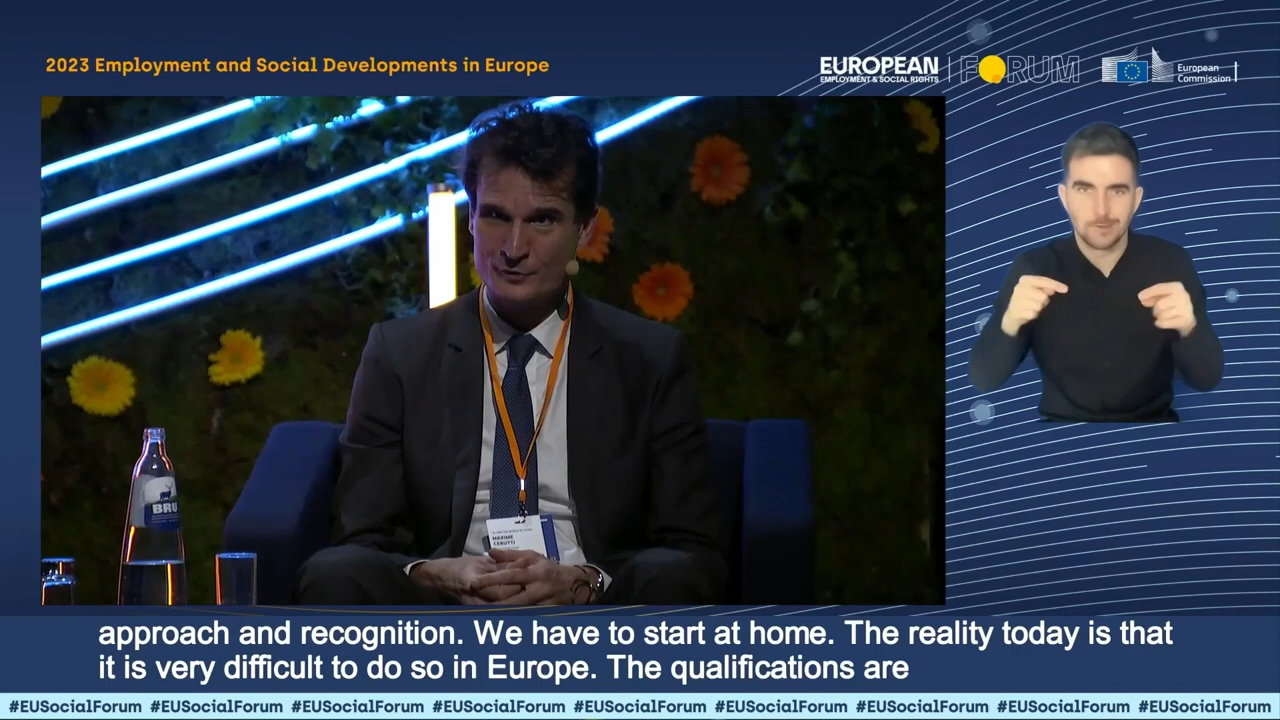 2023 Employment and Social Developments in Europe
EUROPEAN
EMPLOYMENT & SOCIAL RIGHTS
FORUM
European
Commission
BRU
MAXIME
CERUTTI
approach and recognition. We have to start at home. The reality today is that
it is very difficult to do so in Europe. The qualifications are
#EUSocialForum #EUSocialForum #EUSocialForum #EUSocialForum #EUSocialForum #EUSocialForum #EUSocialForum #EUSocialForum #EUSocialForum